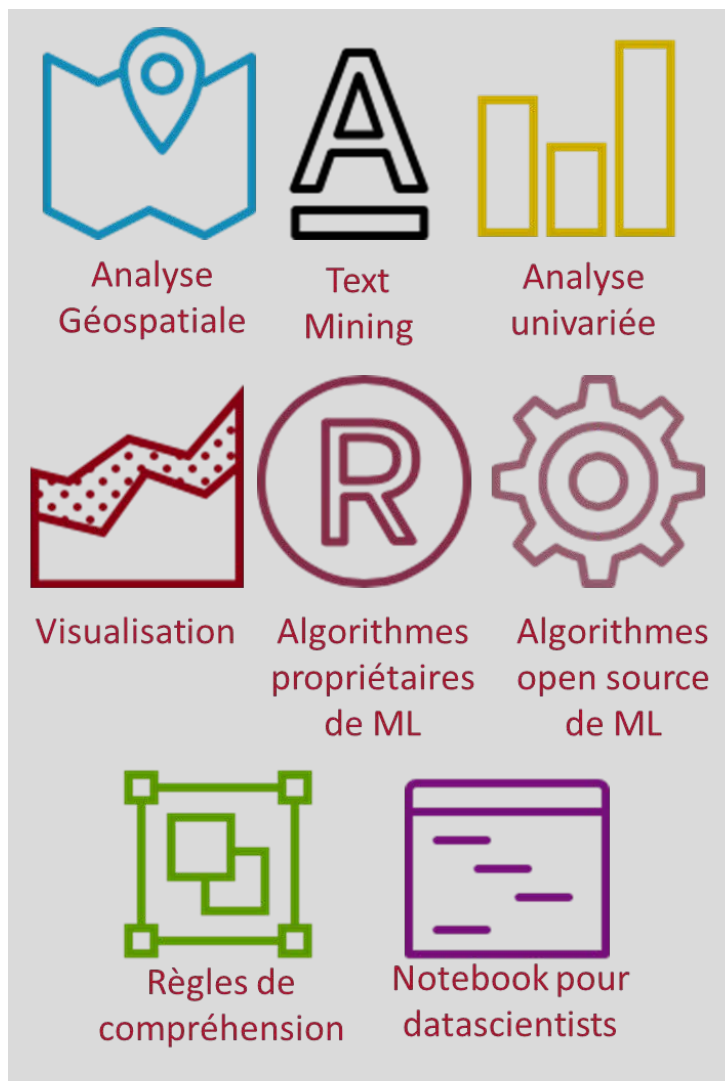 Analyse
Géospatiale
Text
Mining
Analyse
univariée
Visualisation
Algorithmes
propriétaires
de ML
Algorithmes
open source
de ML
Règles de
compréhension
Notebook pour
datascientists